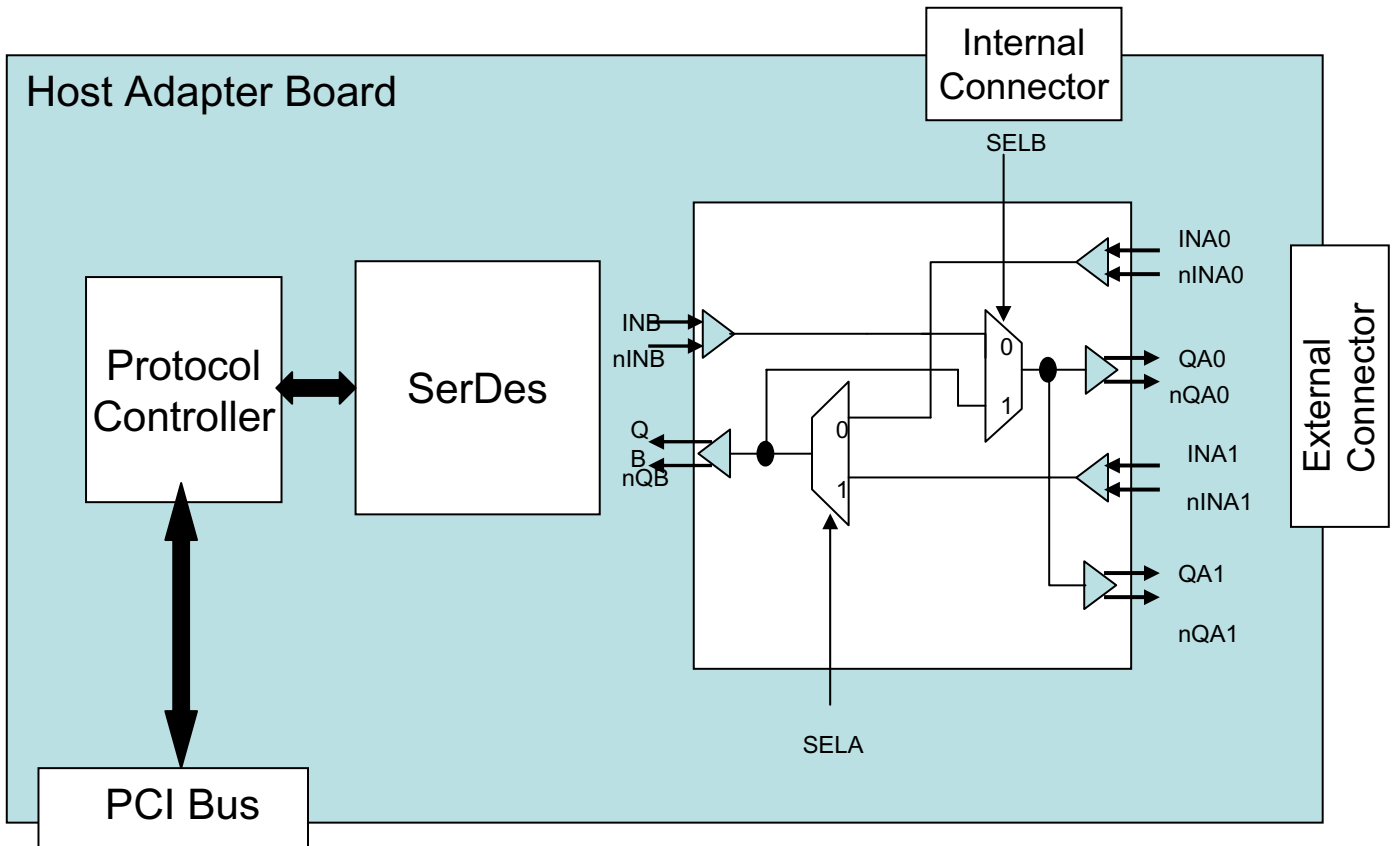 Internal
Connector
Host Adapter Board
SELB
INA0
nINA0
INB
nINB
0
1
QA0
nQA0
Protocol
Controller
SerDes
External
Connector
Q
B
nQB
0
1
INA1
nINA1
QA1
nQA1
SELA
PCI Bus